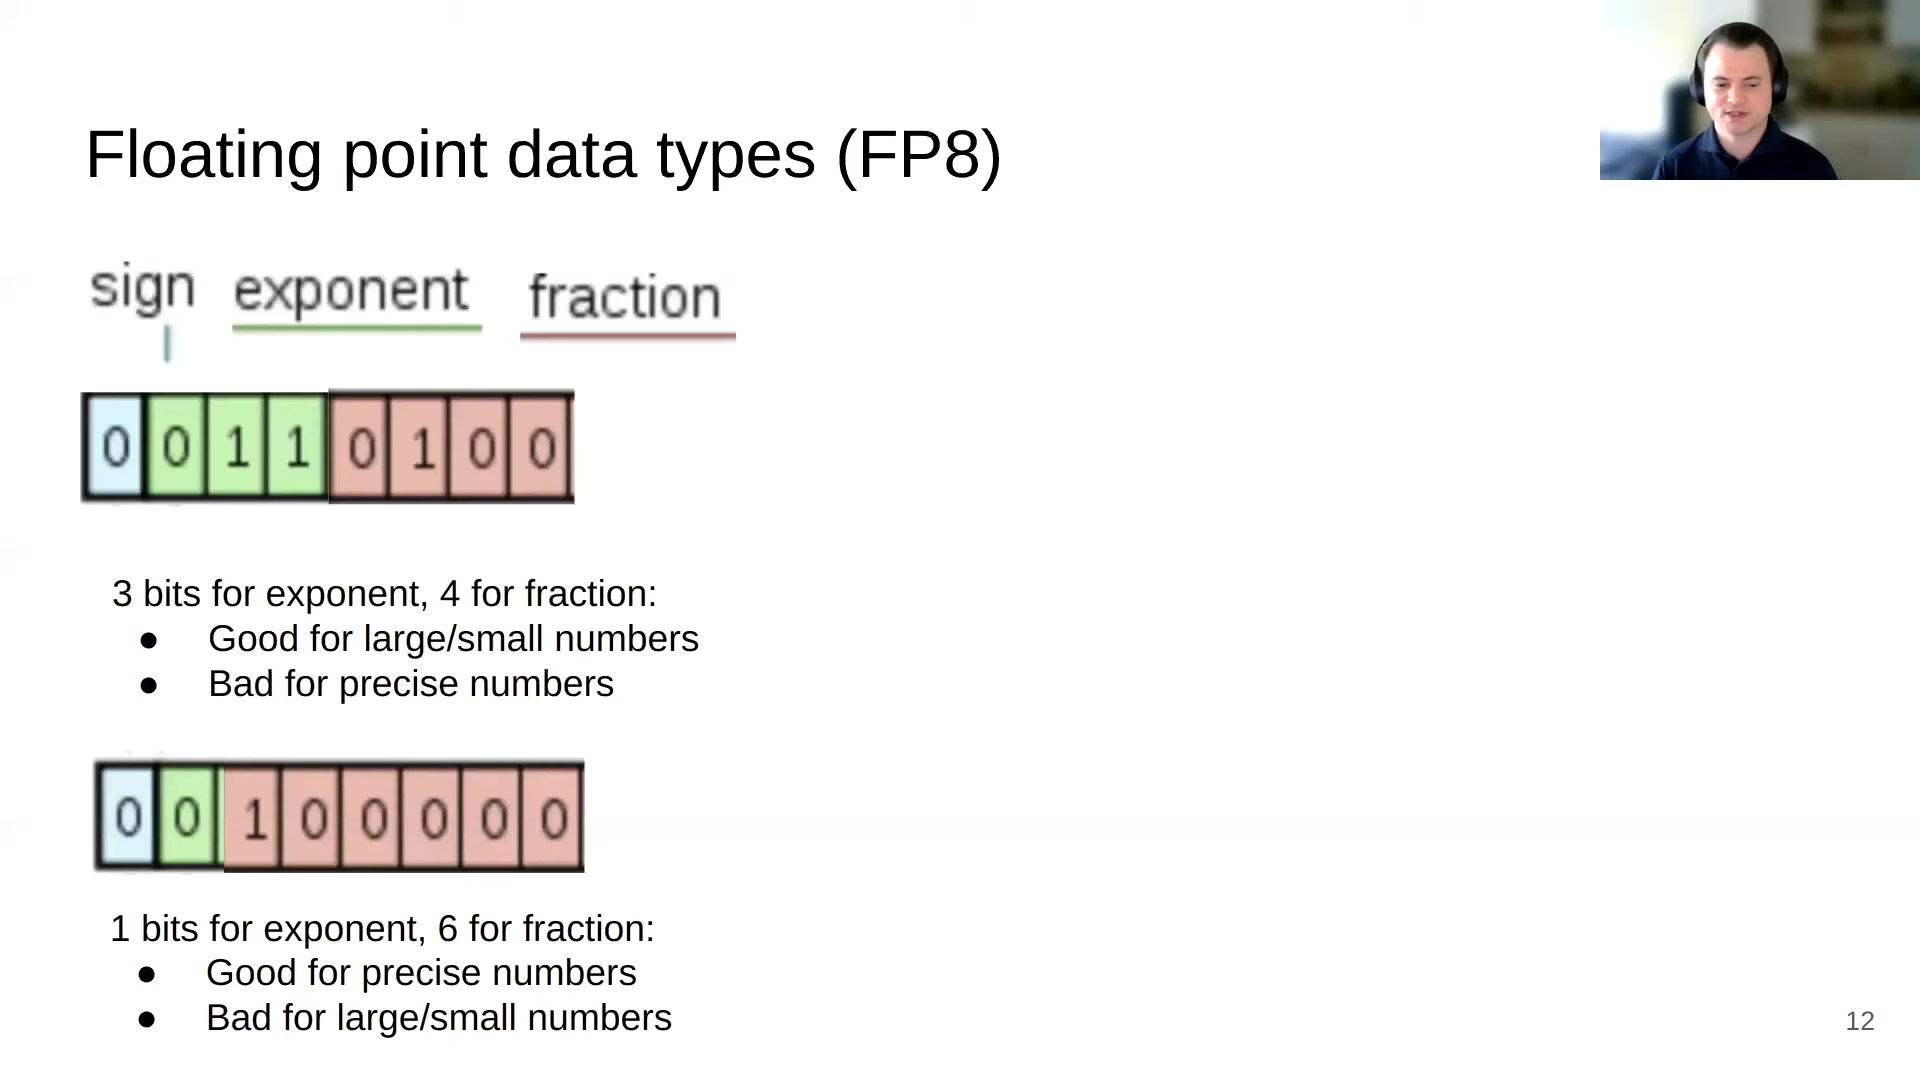 Floating point data types (FP8)
sign exponent fraction
0 0 1 1 0 1 0 0
3 bits for exponent, 4 for fraction:
● Good for large/small numbers
● Bad for precise numbers
0 0 1 0 0 0 0 0
1 bits for exponent, 6 for fraction:
● Good for precise numbers
● Bad for large/small numbers
12